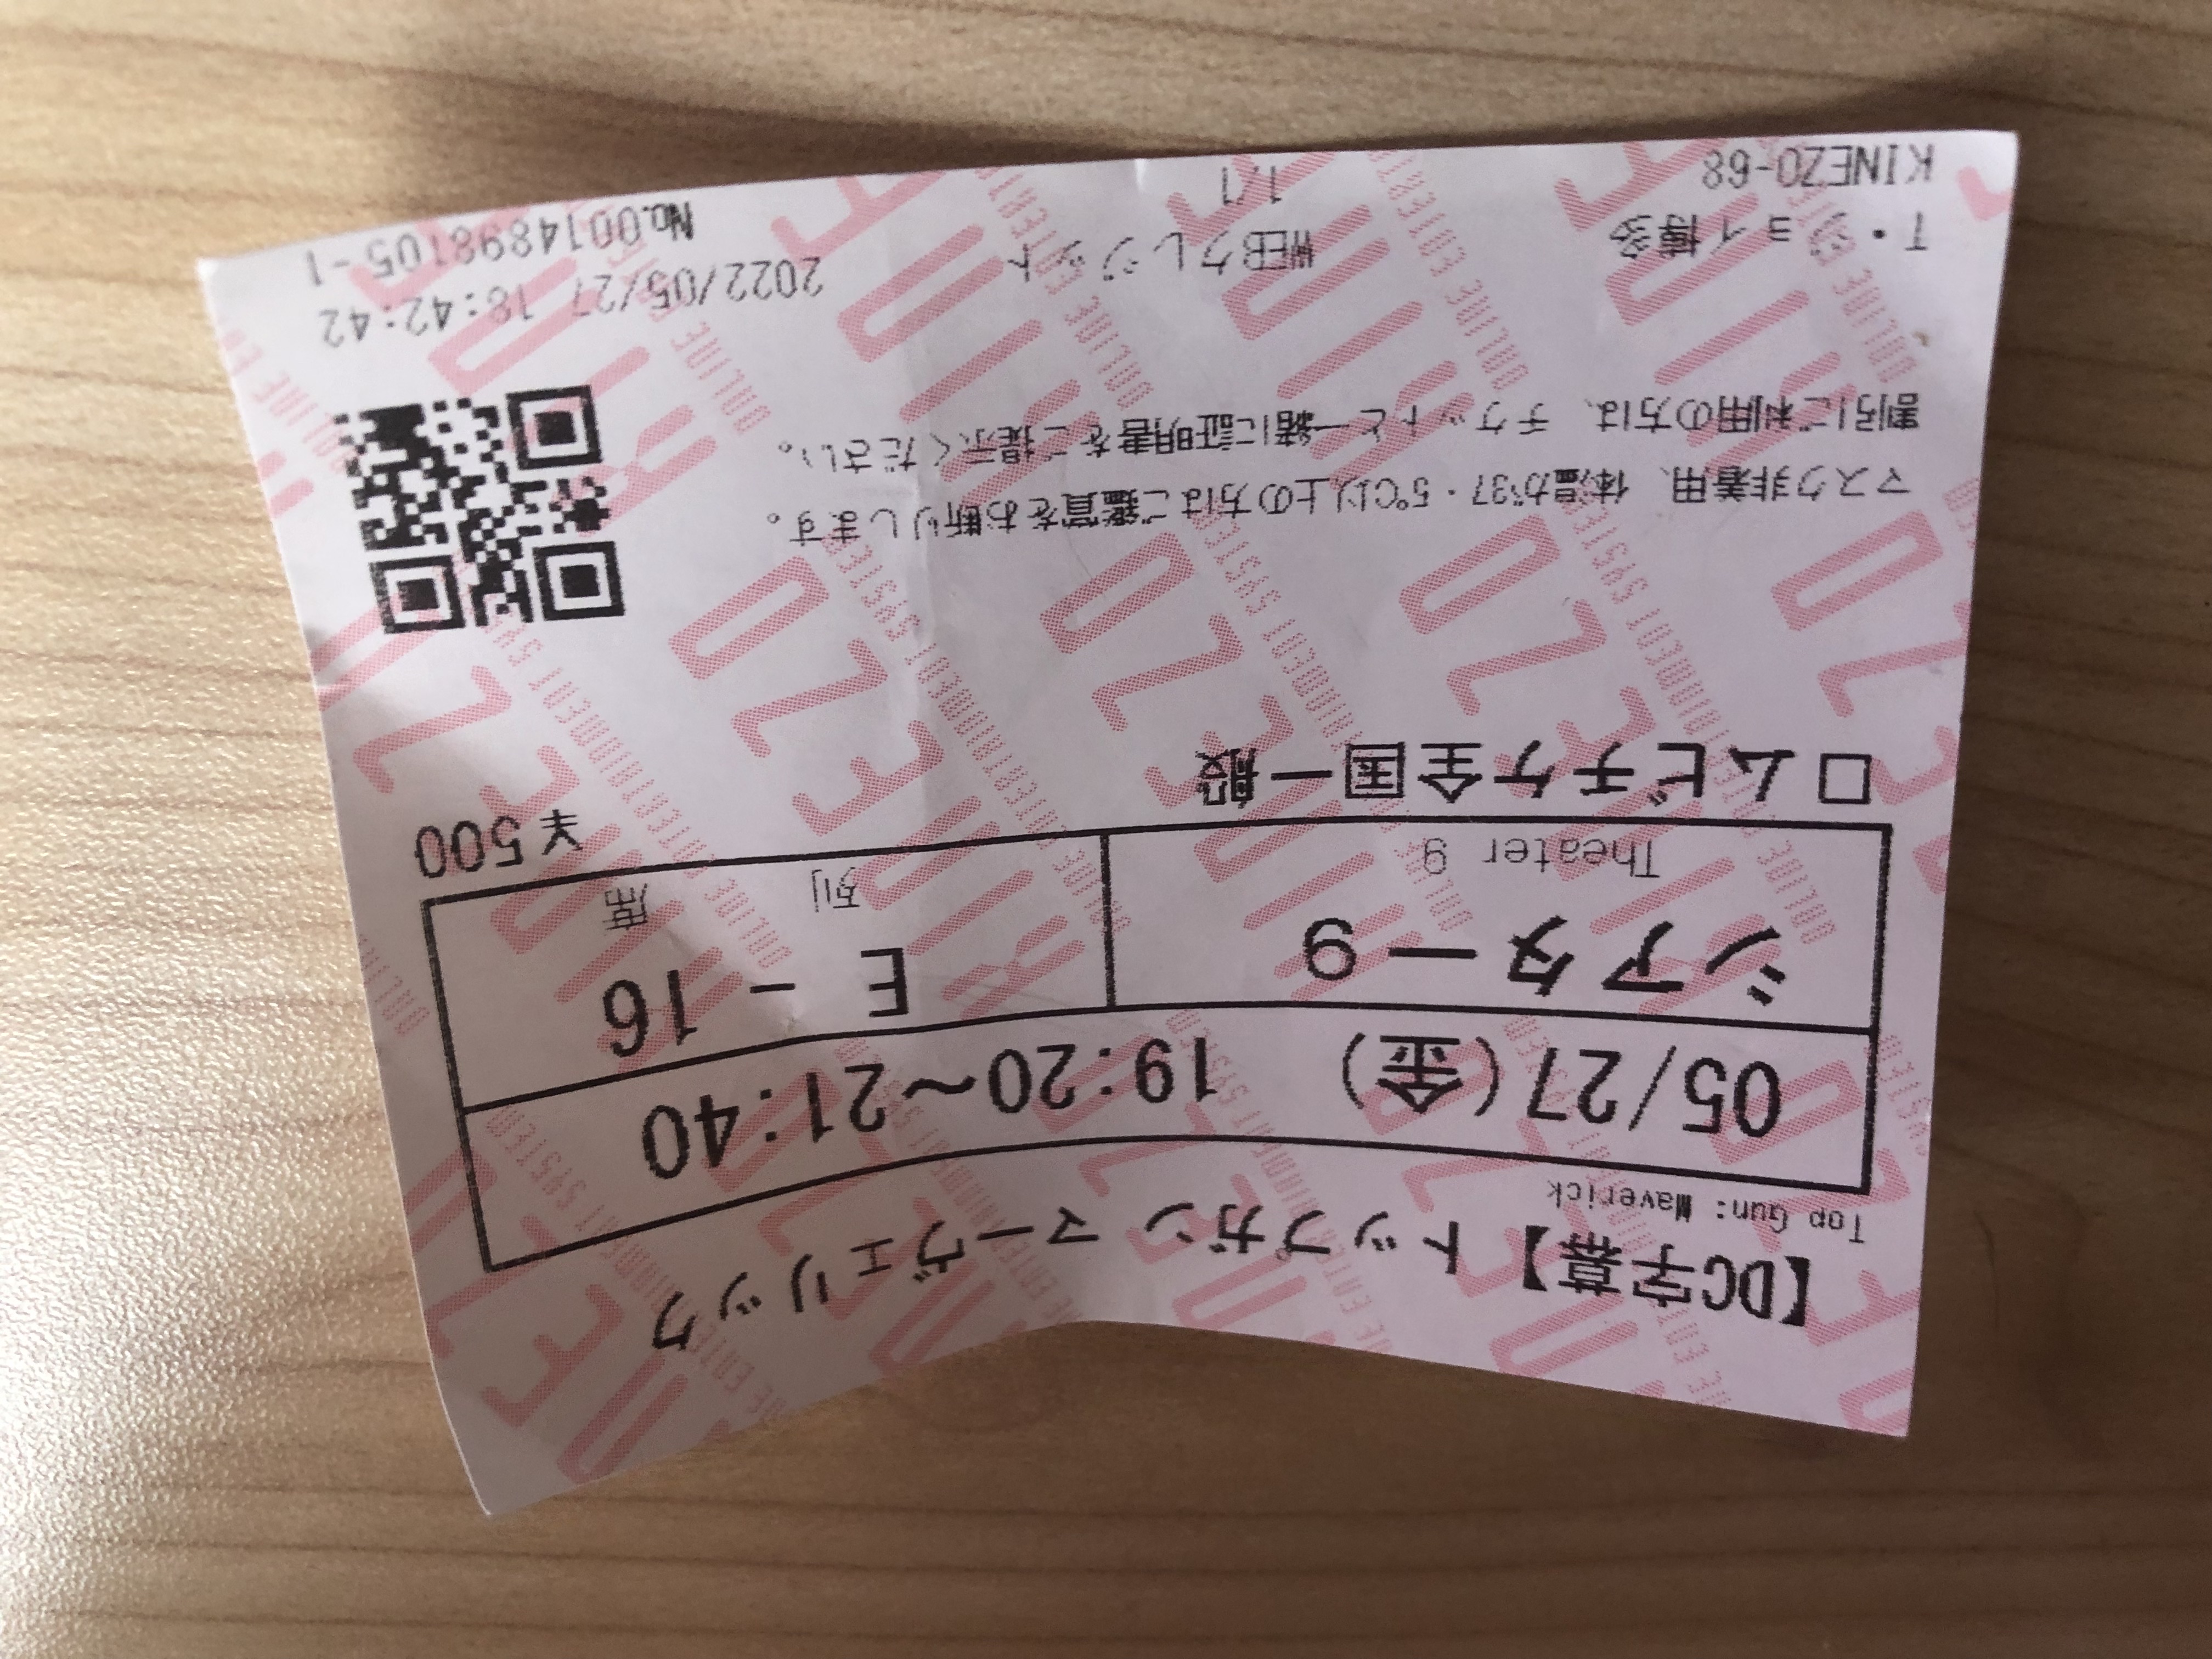 【DC字幕】トップガン マーヴェリック
Top Gun: Maverick
05/27(金) 19:20～21:40
シアター9 E - 16
Theater 9 列 席
¥500
ロムビチケ全国一般
マスク非着用、体温が37・5℃以上の方はご鑑賞をお断りします。
割引ご利用の方は、チケットと一緒に証明書をご提示ください。
T・ジョイ博多 WEBクレジット 2022/05/27 18:42:42
KINEZO-68 1/1 No.0014898105-1
KINEZO
ONLINE ENTERTAINMENT SYSTEM